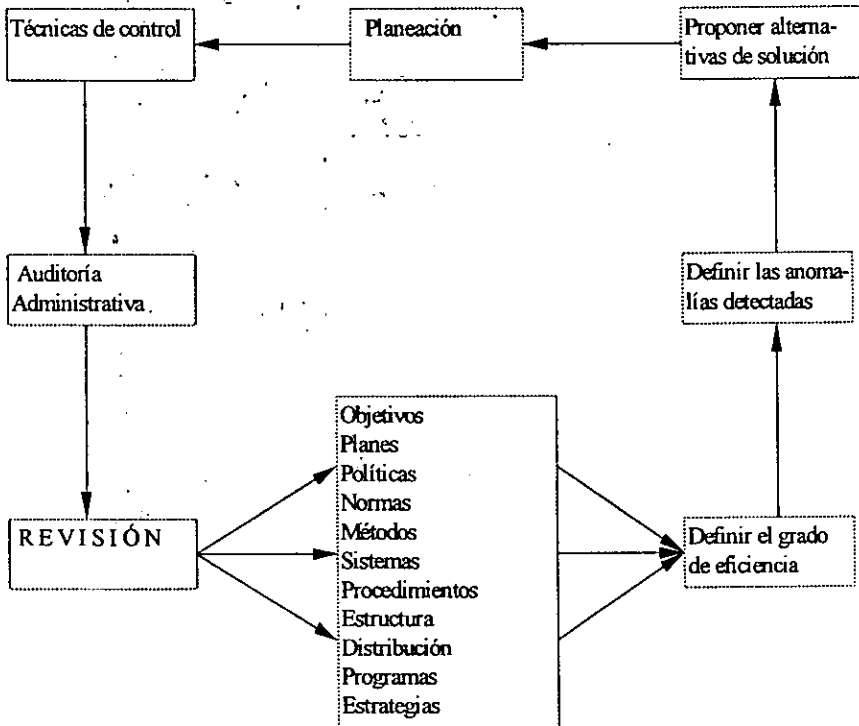 Técnicas de control
Planeación
Proponer alterna-
tivas de solución
Auditoría
Administrativa.
Definir las anoma-
lías detectadas
REVISIÓN
Objetivos
Planes
Políticas
Normas
Métodos
Sistemas
Procedimientos
Estructura
Distribución
Programas
Estrategias
Definir el grado
de eficiencia